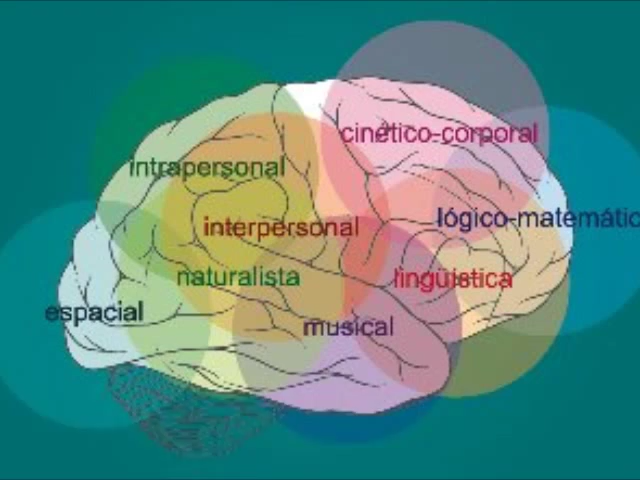 cinético-corporal
intrapersonal
lógico-matemátic
interpersonal
naturalista
lingüística
espacial
musical